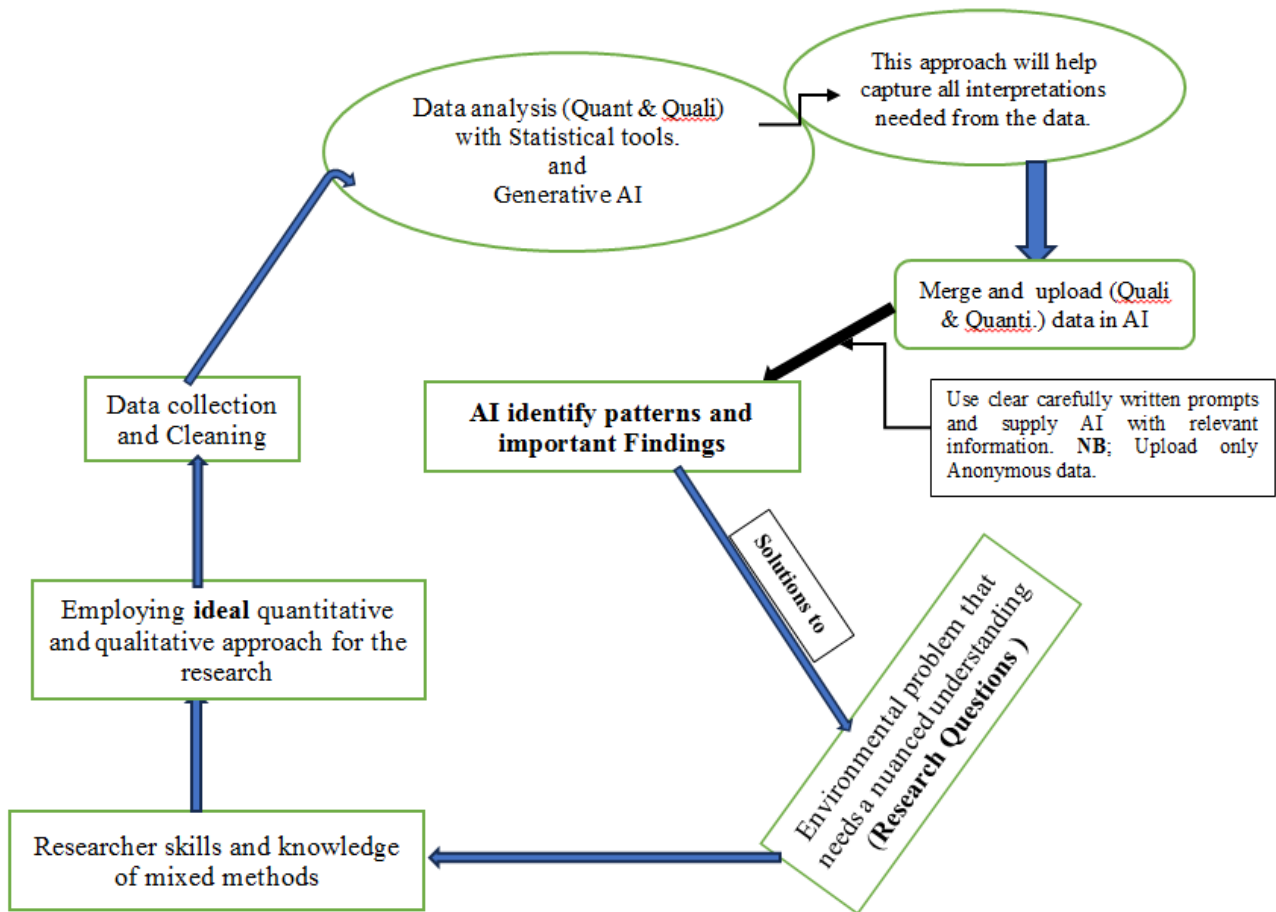 This approach will help
capture all interpretations
needed from the data.
Data analysis (Quant & Quali)
with Statistical tools.
and
Generative AI
Merge and upload (Quali
& Quanti.) data in AI
Use clear carefully written prompts
and supply AI with relevant
information. NB; Upload only
Anonymous data.
AI identify patterns and
important Findings
Data collection
and Cleaning
Solutions to
Environmental problem that
needs a nuanced understanding
(Research Questions )
Employing ideal quantitative
and qualitative approach for the
research
Researcher skills and knowledge
of mixed methods